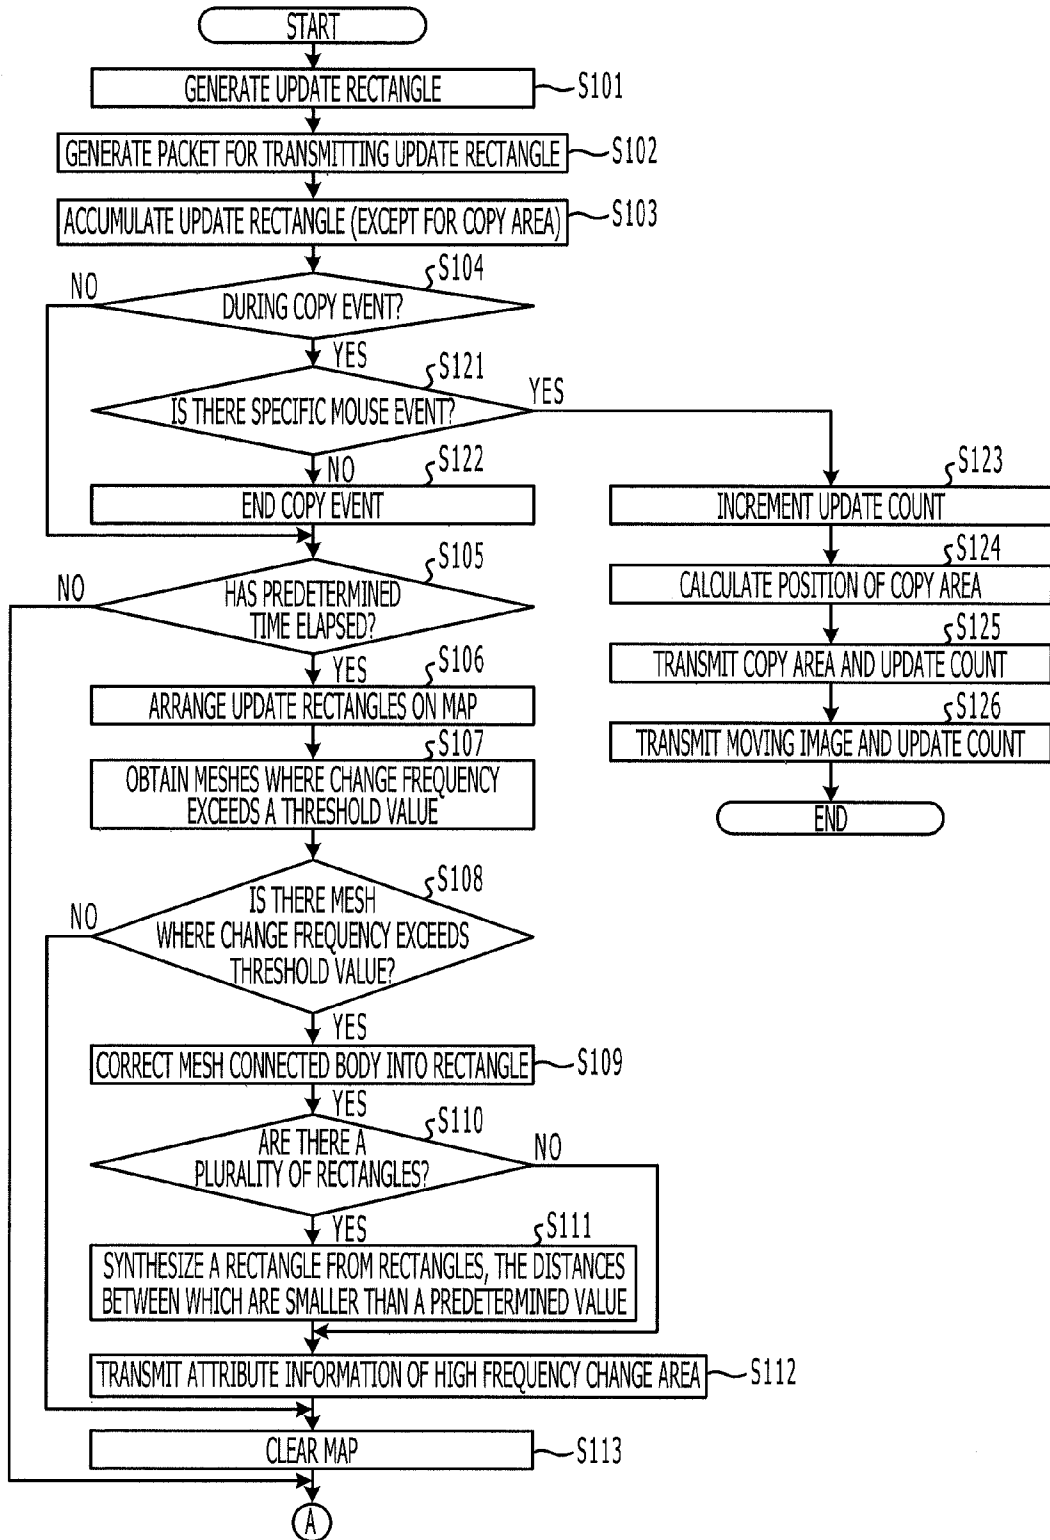 START
GENERATE UPDATE RECTANGLE
S101
GENERATE PACKET FOR TRANSMITTING UPDATE RECTANGLE
S102
ACCUMULATE UPDATE RECTANGLE (EXCEPT FOR COPY AREA)
S103
S104
NO
DURING COPY EVENT?
YES
S121
IS THERE SPECIFIC MOUSE EVENT?
YES
NO
S122
END COPY EVENT
S123
INCREMENT UPDATE COUNT
S124
CALCULATE POSITION OF COPY AREA
S125
TRANSMIT COPY AREA AND UPDATE COUNT
S126
TRANSMIT MOVING IMAGE AND UPDATE COUNT
END
S105
NO
HAS PREDETERMINED
TIME ELAPSED?
YES
S106
ARRANGE UPDATE RECTANGLES ON MAP
S107
OBTAIN MESHES WHERE CHANGE FREQUENCY
EXCEEDS A THRESHOLD VALUE
S108
NO
IS THERE MESH
WHERE CHANGE FREQUENCY EXCEEDS
THRESHOLD VALUE?
YES
CORRECT MESH CONNECTED BODY INTO RECTANGLE
S109
YES
S110
ARE THERE A
PLURALITY OF RECTANGLES?
NO
YES
S111
SYNTHESIZE A RECTANGLE FROM RECTANGLES, THE DISTANCES
BETWEEN WHICH ARE SMALLER THAN A PREDETERMINED VALUE
TRANSMIT ATTRIBUTE INFORMATION OF HIGH FREQUENCY CHANGE AREA
S112
CLEAR MAP
S113
A